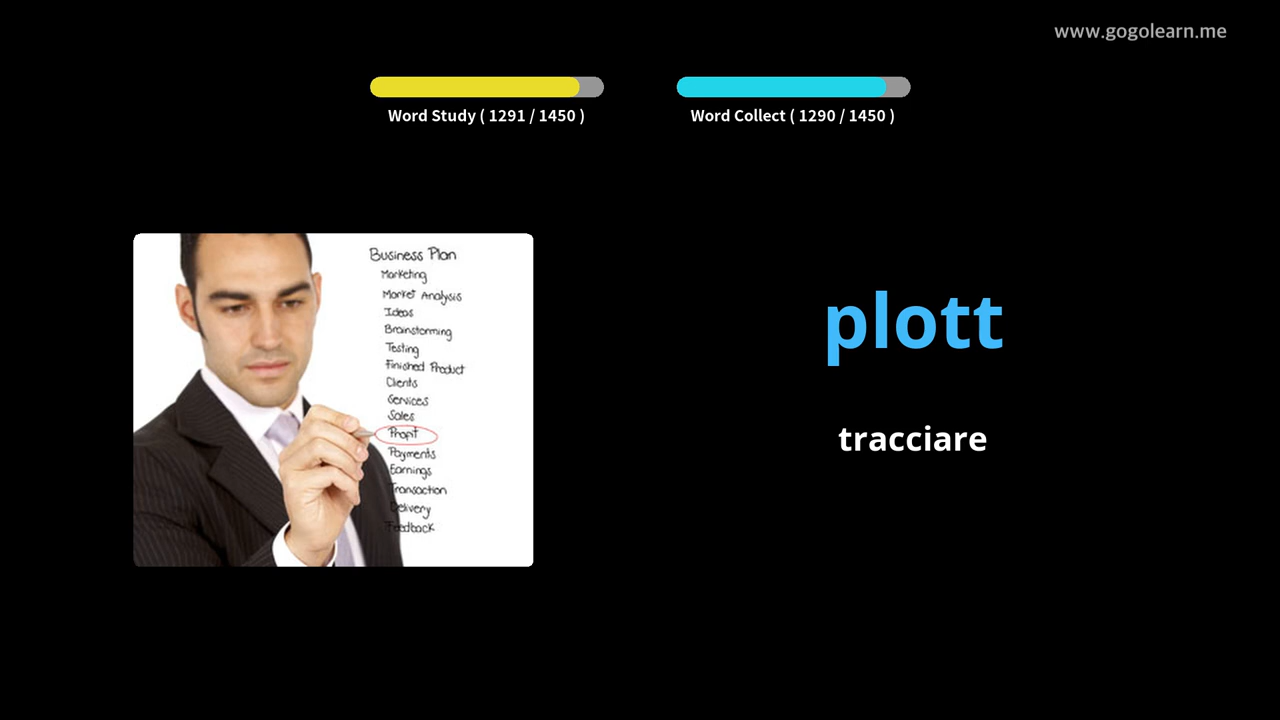 www.gogolearn.me
Word Study ( 1291 / 1450 )
Word Collect ( 1290 / 1450 )
Business Plan
Marketing
Market Analysis
Ideas
Brainstorming
Testing
Finished Product
Clients
Services
Sales
Profit
Payments
Earnings
Transaction
Delivery
Feedback
plott
tracciare